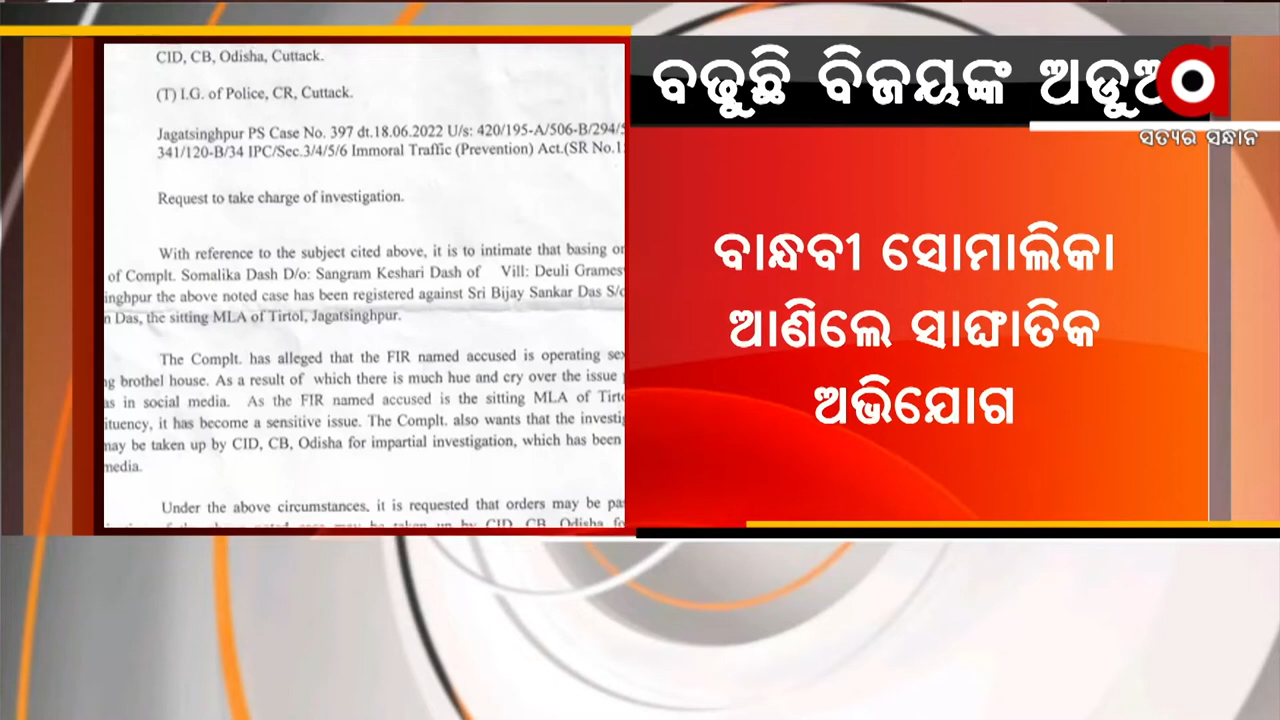 CID, CB, Odisha, Cuttack.
(T) I.G. of Police, CR, Cuttack.
Jagatsinghpur PS Case No. 397 dt.18.06.2022 U/s: 420/195-A/506-B/294/
341/120-B/34 IPC/Sec.3/4/5/6 Immoral Traffic (Prevention) Act.(SR No.1
Request to take charge of investigation.
With reference to the subject cited above, it is to intimate that basing
of Complt. Somalika Dash D/o: Sangram Keshari Dash of Vill: Deuli
inghpur the above noted case has been registered against Sri Bijay Sankar Das
Das, the sitting MLA of Tirtol, Jagatsinghpur.
The Complt. has alleged that the FIR named accused is operating
brothel house. As a result of which there is much hue and cry over the issue
as in social media. As the FIR named accused is the sitting MLA of
ituency, it has become a sensitive issue. The Complt. also wants that the
may be taken up by CID, CB, Odisha for impartial investigation, which has been
media.
Under the above circumstances, it is requested that orders may be
ବଢୁଛି ବିଜୟଙ୍କ ଅଡୁଆ
ସତ୍ୟର ସନ୍ଧାନ
ବାନ୍ଧବୀ ସୋମାଲିକା
ଆଣିଲେ ସାଙ୍ଘାତିକ
ଅଭିଯୋଗ